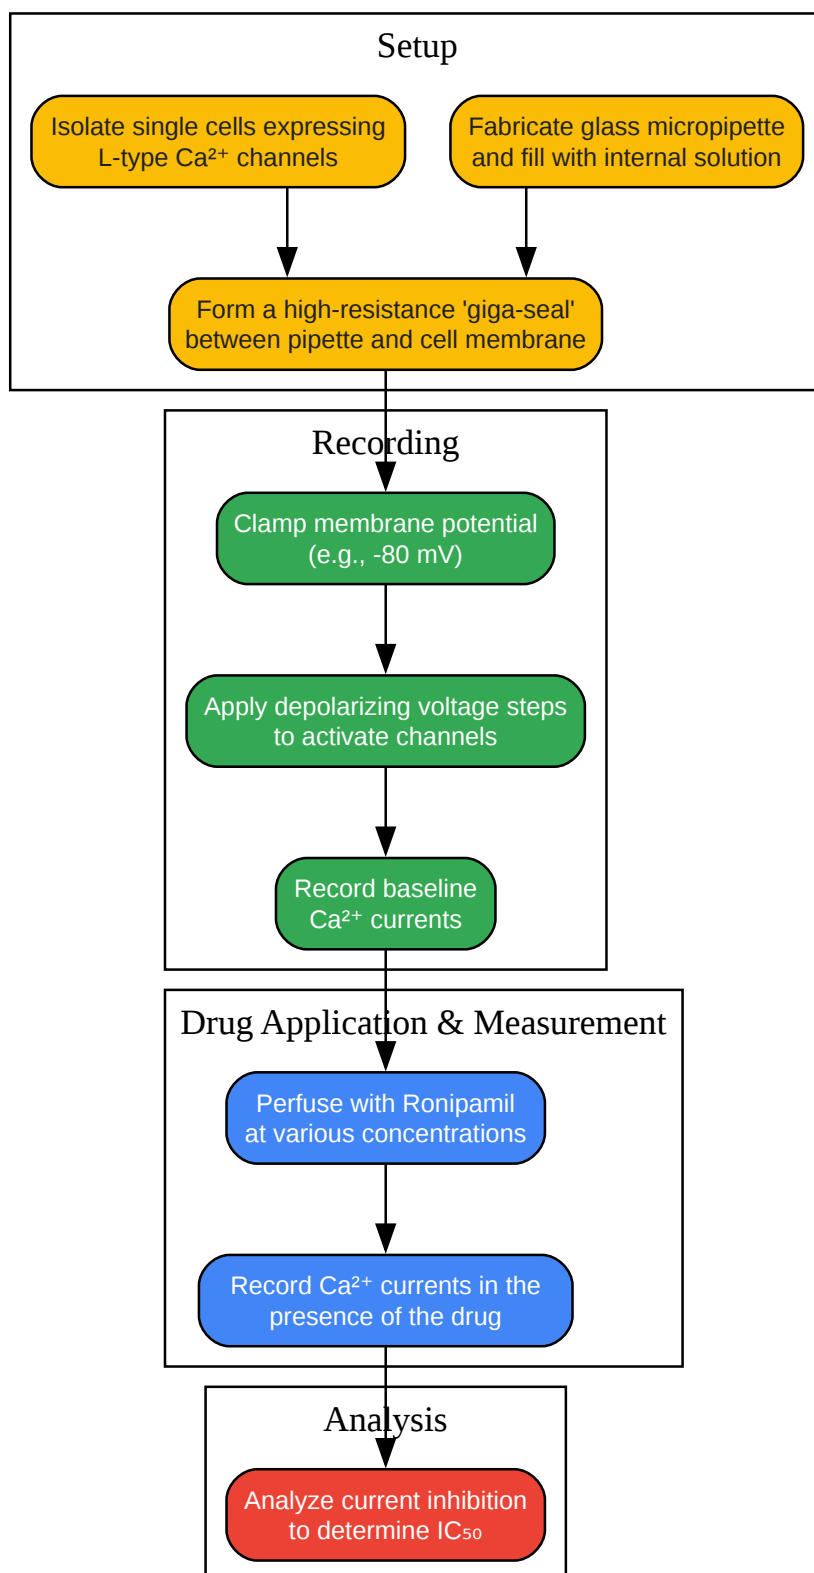 Setup
Isolate single cells expressing
L-type Ca²⁺ channels
Fabricate glass micropipette
and fill with internal solution
Form a high-resistance 'giga-seal'
between pipette and cell membrane
Recording
Clamp membrane potential
(e.g., -80 mV)
Apply depolarizing voltage steps
to activate channels
Record baseline
Ca²⁺ currents
Drug Application & Measurement
Perfuse with Ronipamil
at various concentrations
Record Ca²⁺ currents in the
presence of the drug
Analysis
Analyze current inhibition
to determine IC₅₀